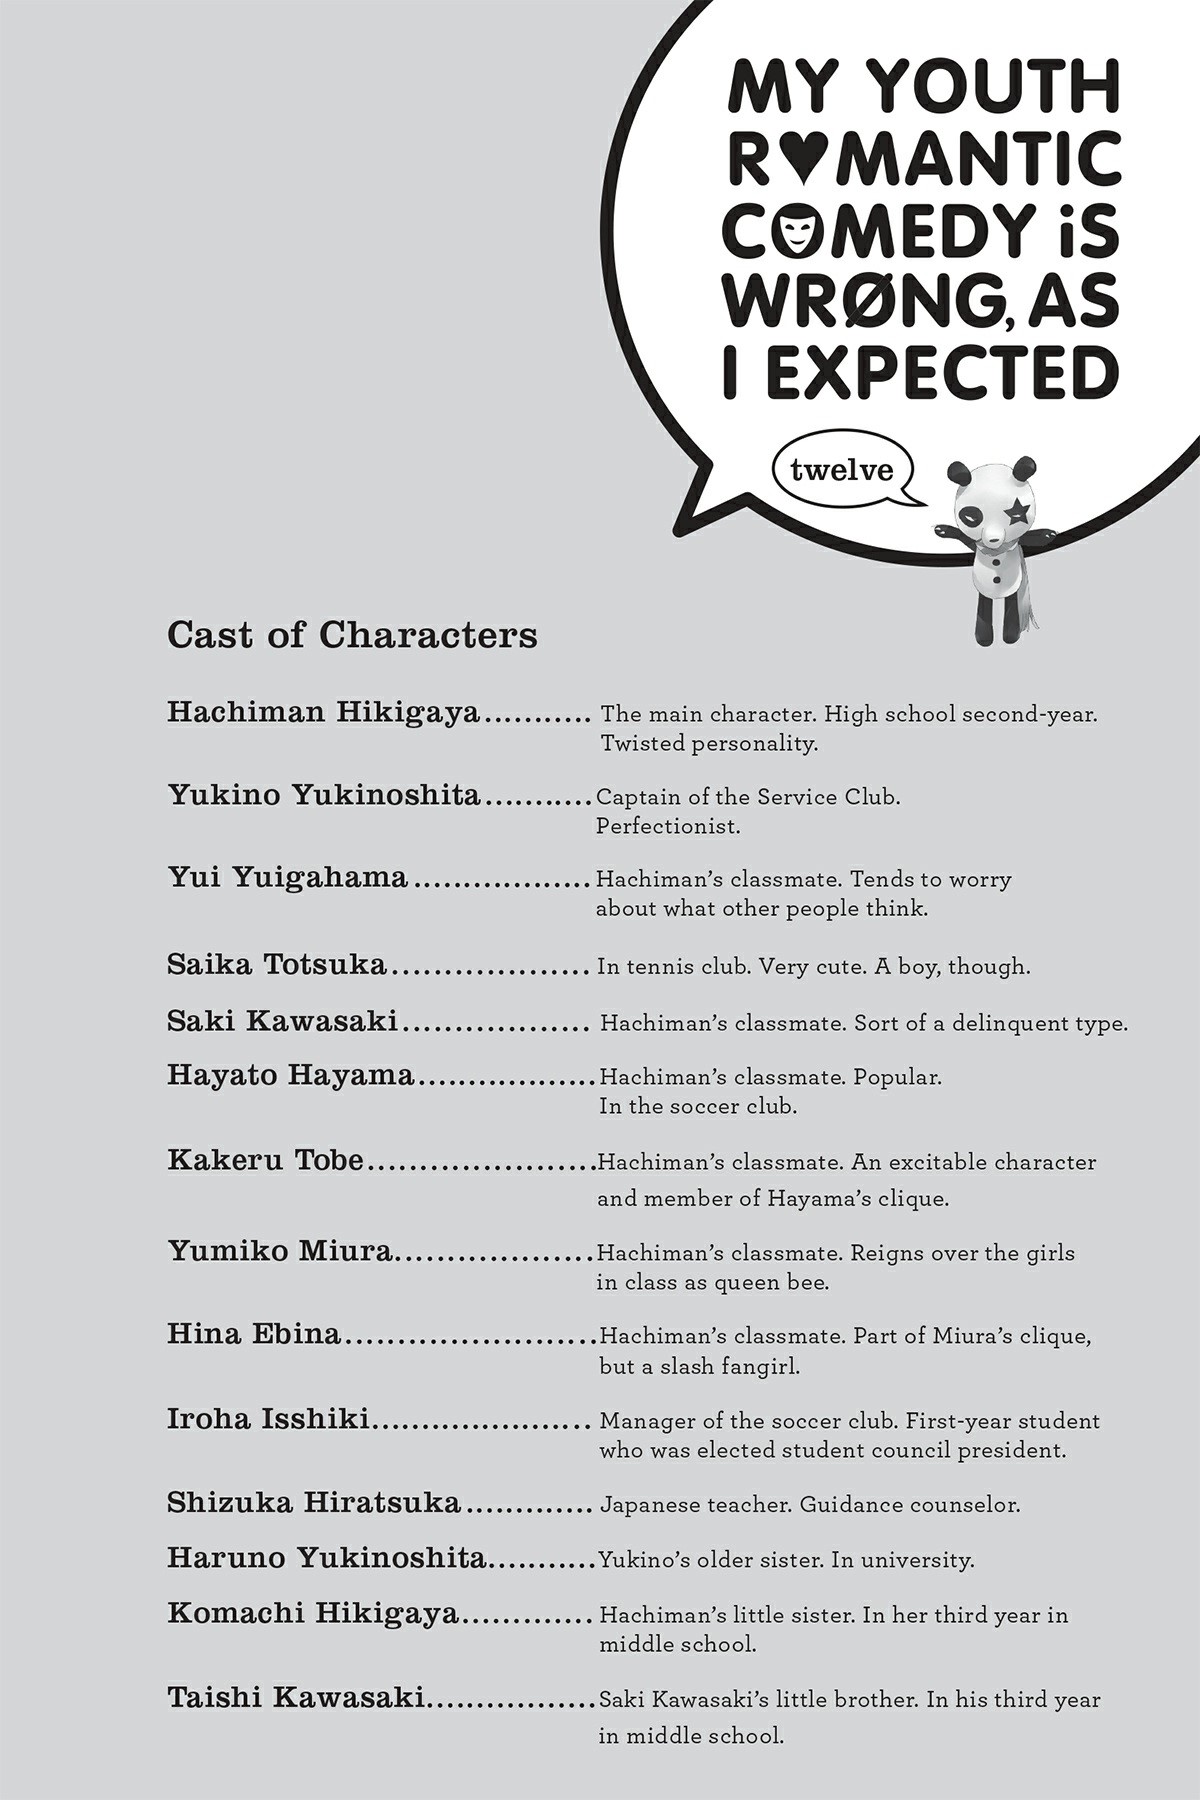 MY YOUTH
R♥MANTIC
COMEDY iS
WRØNG, AS
I EXPECTED
twelve
Cast of Characters
Hachiman Hikigaya........... The main character. High school second-year.
Twisted personality.
Yukino Yukinoshita...........Captain of the Service Club.
Perfectionist.
Yui Yuigahama.................Hachiman’s classmate. Tends to worry
about what other people think.
Saika Totsuka................... In tennis club. Very cute. A boy, though.
Saki Kawasaki.................. Hachiman’s classmate. Sort of a delinquent type.
Hayato Hayama.................Hachiman’s classmate. Popular.
In the soccer club.
Kakeru Tobe......................Hachiman’s classmate. An excitable character
and member of Hayama’s clique.
Yumiko Miura...................Hachiman’s classmate. Reigns over the girls
in class as queen bee.
Hina Ebina........................Hachiman’s classmate. Part of Miura’s clique,
but a slash fangirl.
Iroha Isshiki..................... Manager of the soccer club. First-year student
who was elected student council president.
Shizuka Hiratsuka............ Japanese teacher. Guidance counselor.
Haruno Yukinoshita..........Yukino’s older sister. In university.
Komachi Hikigaya............. Hachiman’s little sister. In her third year in
middle school.
Taishi Kawasaki................Saki Kawasaki’s little brother. In his third year
in middle school.